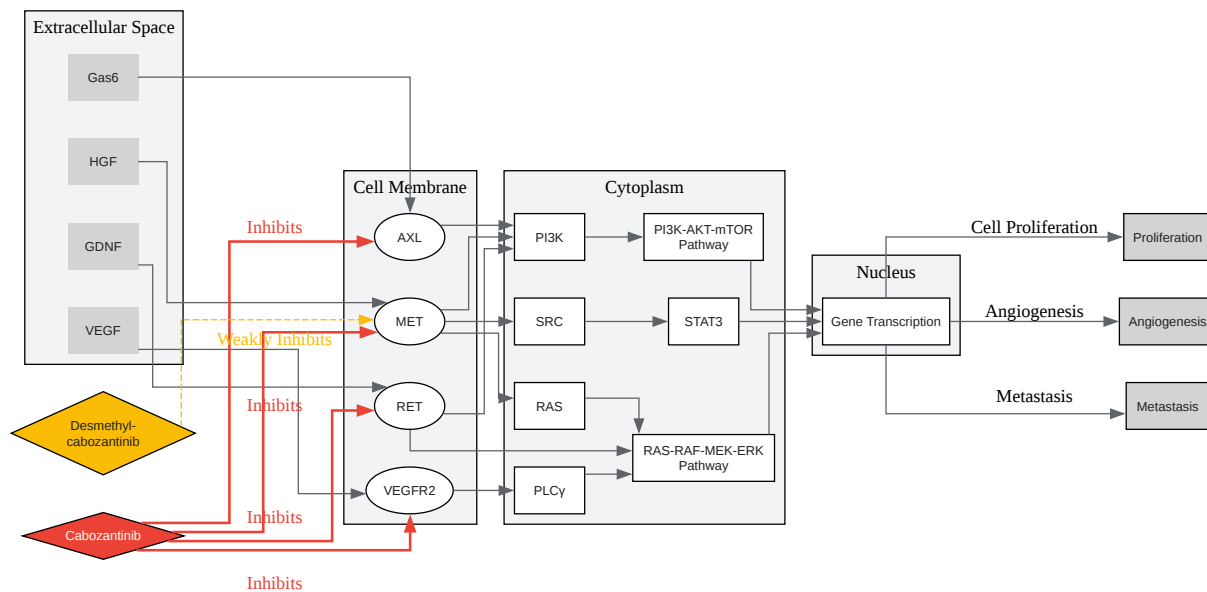 Extracellular Space
Gas6
HGF
GDNF
VEGF
Desmethyl-
cabozantinib
Cabozantinib
Inhibits
Weakly Inhibits
Inhibits
Inhibits
Inhibits
Cell Membrane
AXL
MET
RET
VEGFR2
Cytoplasm
PI3K
PI3K-AKT-mTOR
Pathway
SRC
STAT3
RAS
RAS-RAF-MEK-ERK
Pathway
PLCγ
Nucleus
Gene Transcription
Cell Proliferation
Proliferation
Angiogenesis
Angiogenesis
Metastasis
Metastasis